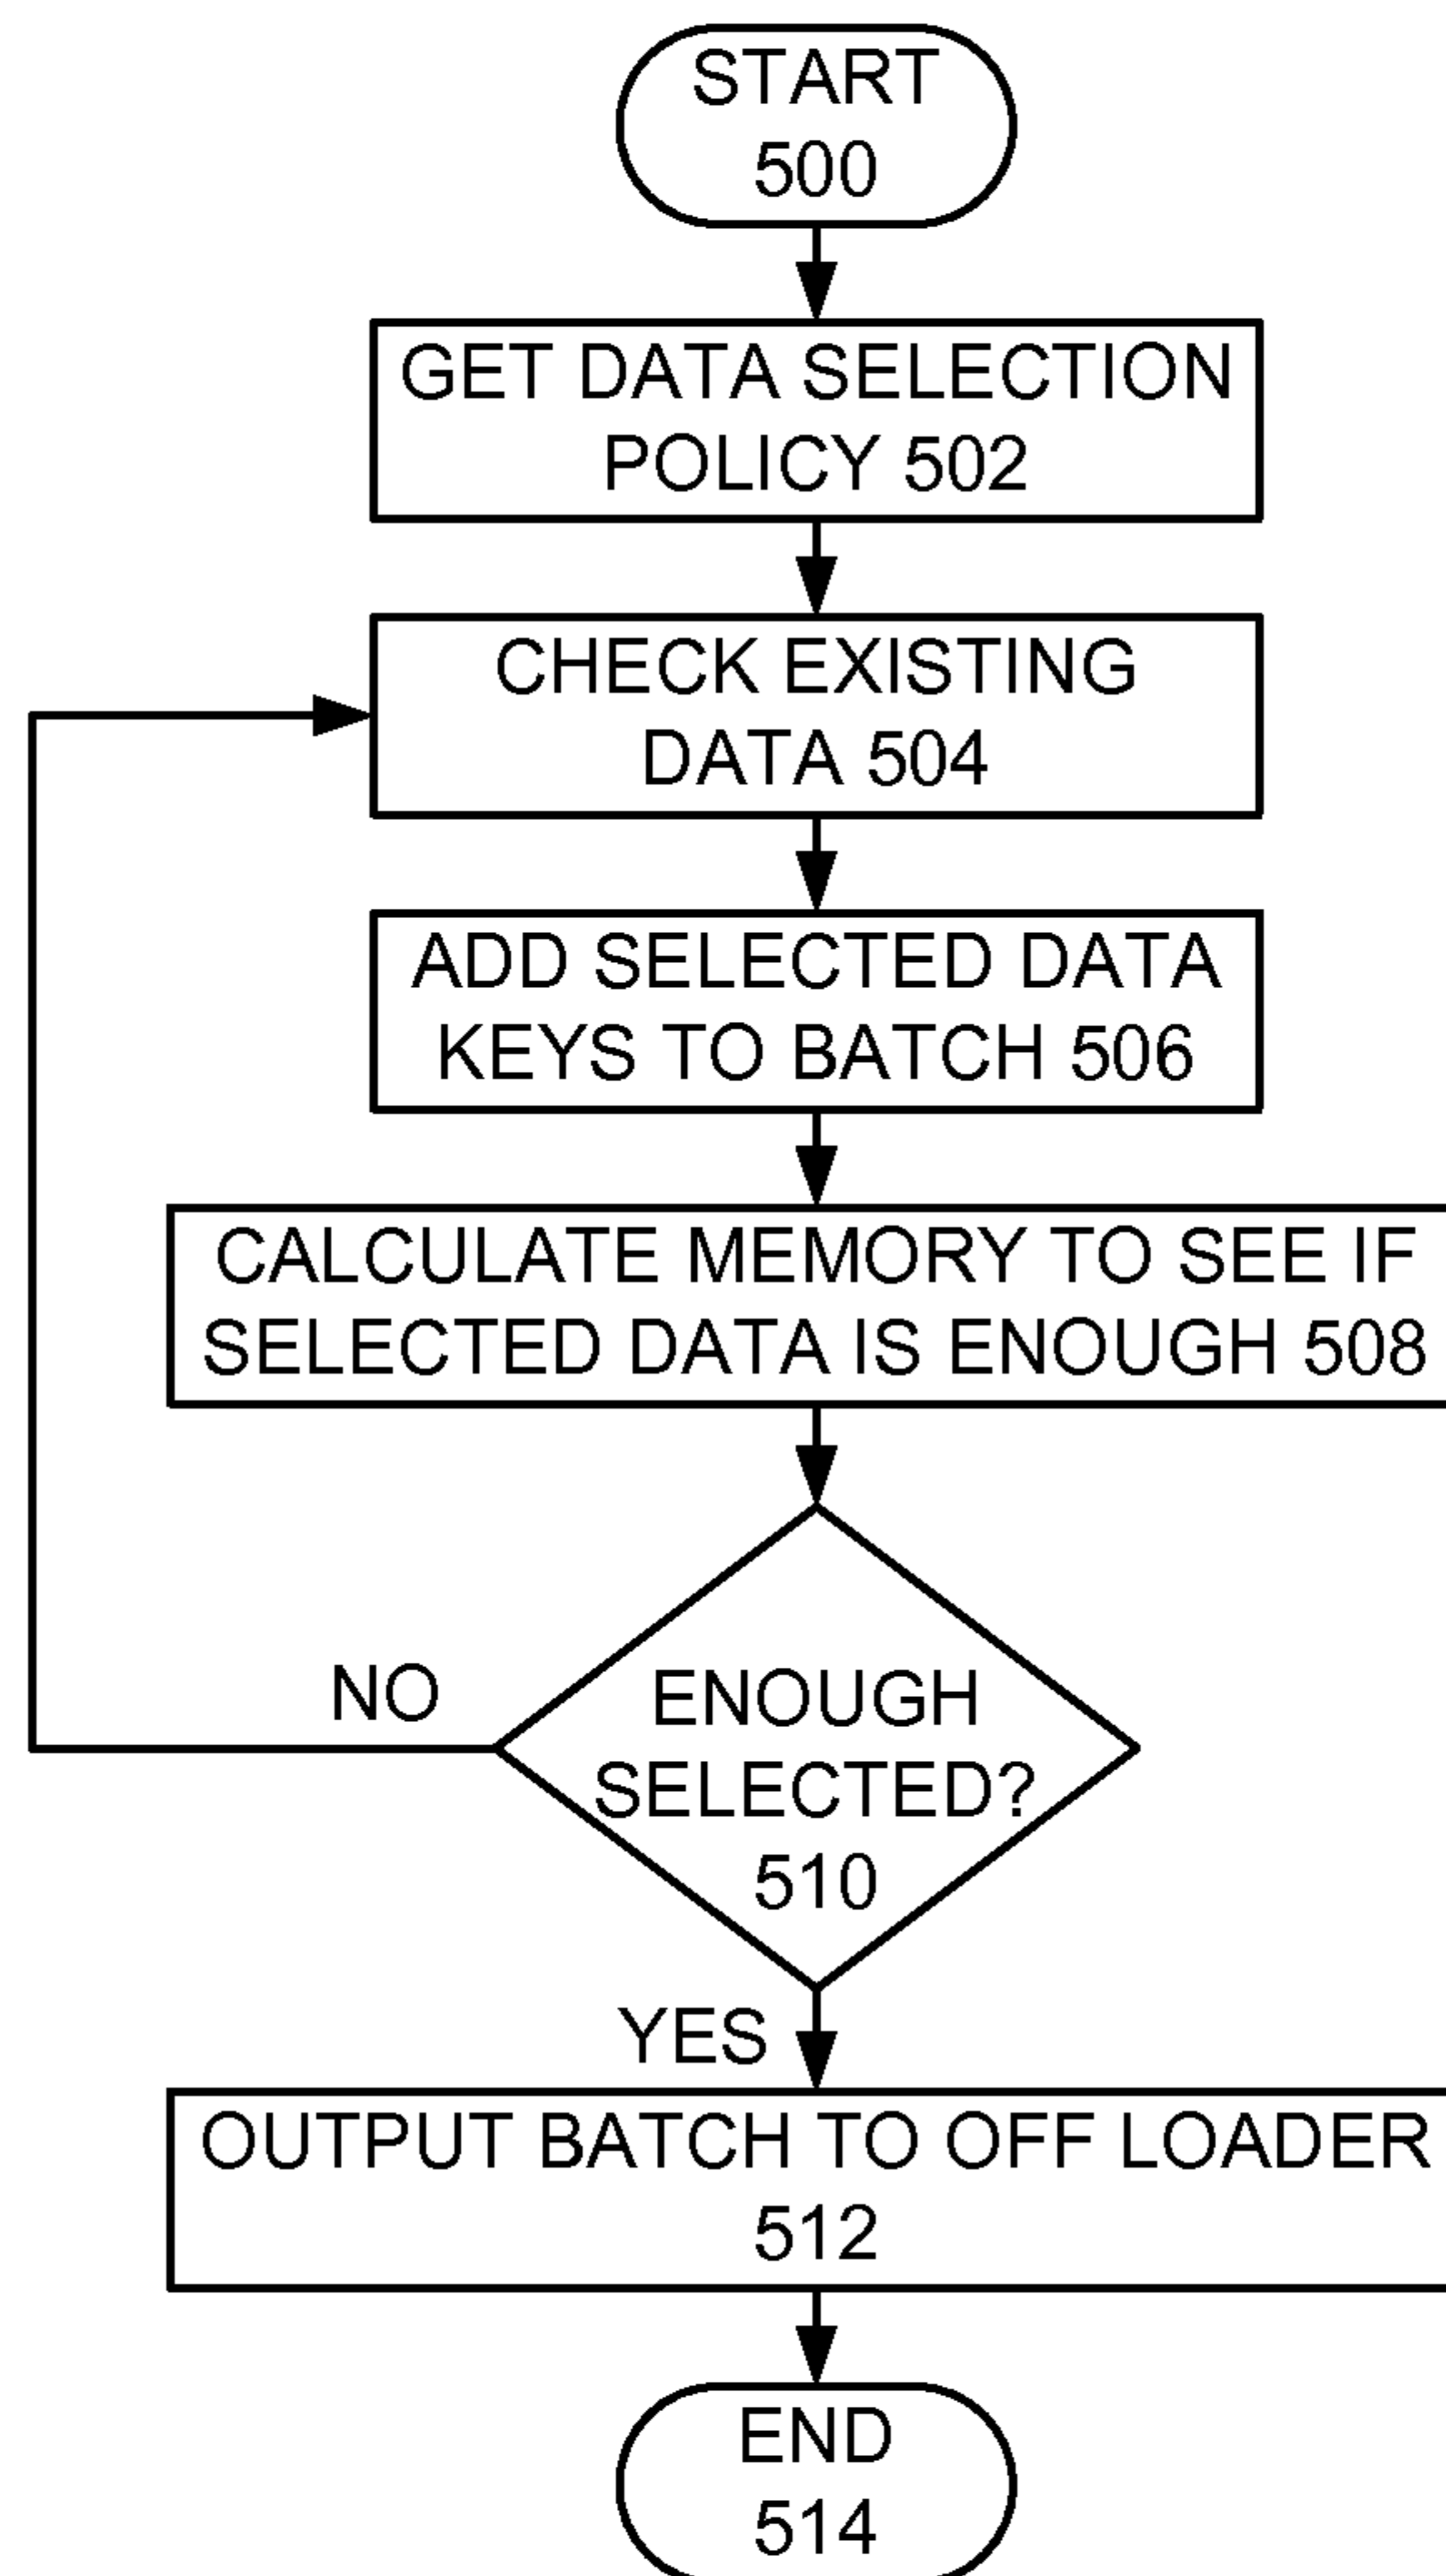 START
500
GET DATA SELECTION
POLICY 502
CHECK EXISTING
DATA 504
ADD SELECTED DATA
KEYS TO BATCH 506
CALCULATE MEMORY TO SEE IF
SELECTED DATA IS ENOUGH 508
NO
ENOUGH
SELECTED?
510
YES
OUTPUT BATCH TO OFF LOADER
512
END
514